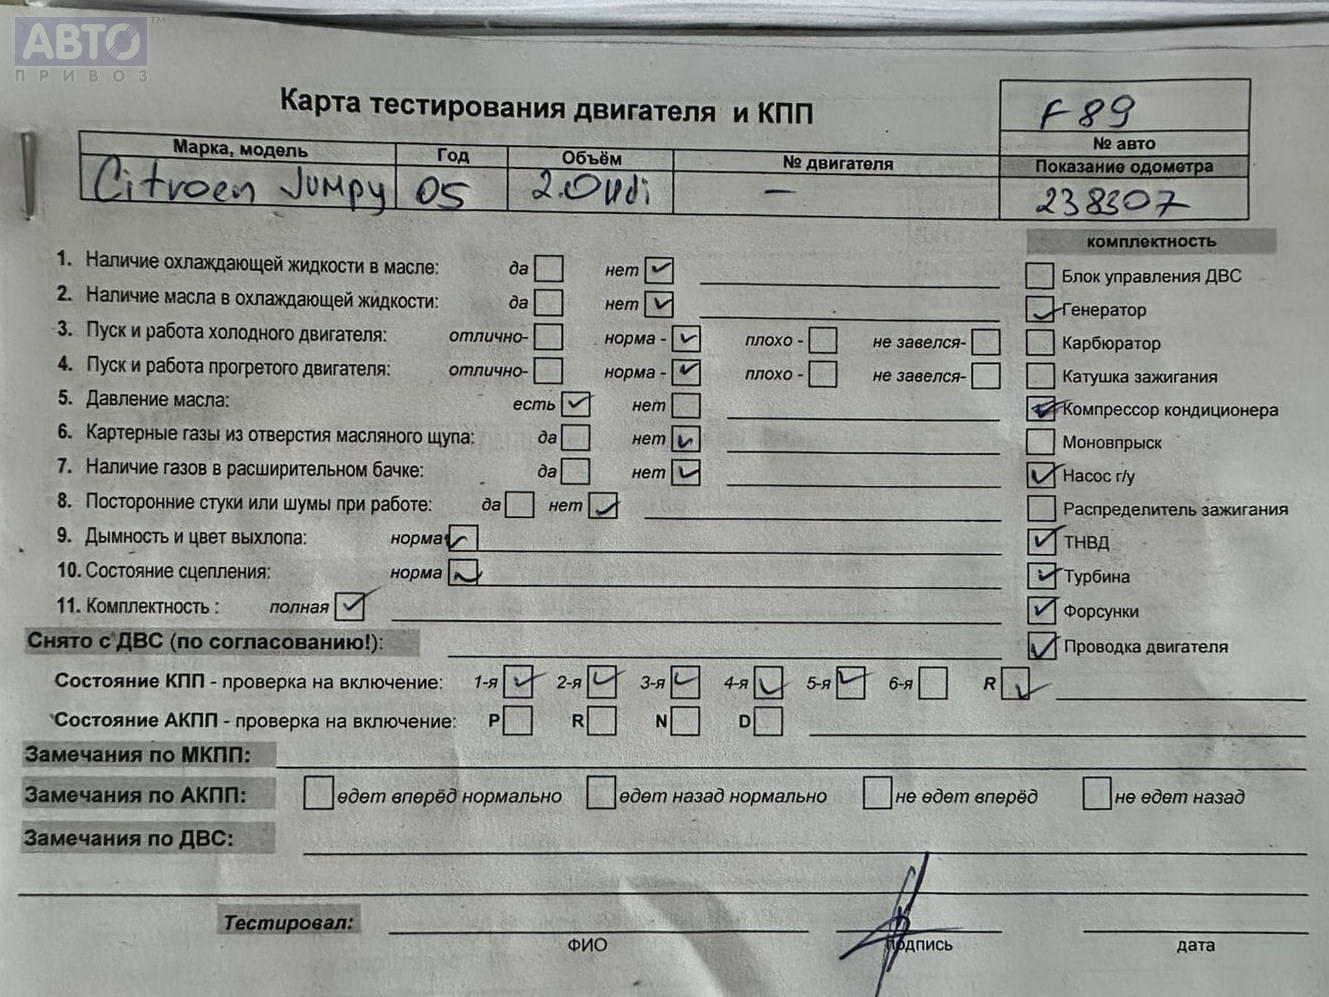 АВТО™
ПРИВОЗ
Карта тестирования двигателя и КПП
F 89
№ авто
Марка, модель Год Объём № двигателя Показание одометра
Citroen Jumpy 05 2.0 Hdi — 238307
комплектность
1. Наличие охлаждающей жидкости в масле: да нет Блок управления ДВС
2. Наличие масла в охлаждающей жидкости: да нет Генератор
3. Пуск и работа холодного двигателя: отлично- норма - плохо - не завелся- Карбюратор
4. Пуск и работа прогретого двигателя: отлично- норма - плохо - не завелся- Катушка зажигания
5. Давление масла: есть нет Компрессор кондиционера
6. Картерные газы из отверстия масляного щупа: да нет Моновпрыск
7. Наличие газов в расширительном бачке: да нет Насос г/у
8. Посторонние стуки или шумы при работе: да нет Распределитель зажигания
9. Дымность и цвет выхлопа: норма ТНВД
10. Состояние сцепления: норма Турбина
11. Комплектность : полная Форсунки
Снято с ДВС (по согласованию!): Проводка двигателя
Состояние КПП - проверка на включение: 1-я 2-я 3-я 4-я 5-я 6-я R
Состояние АКПП - проверка на включение: P R N D
Замечания по МКПП:
Замечания по АКПП: едет вперёд нормально едет назад нормально не едет вперёд не едет назад
Замечания по ДВС:
Тестировал:
ФИО подпись дата